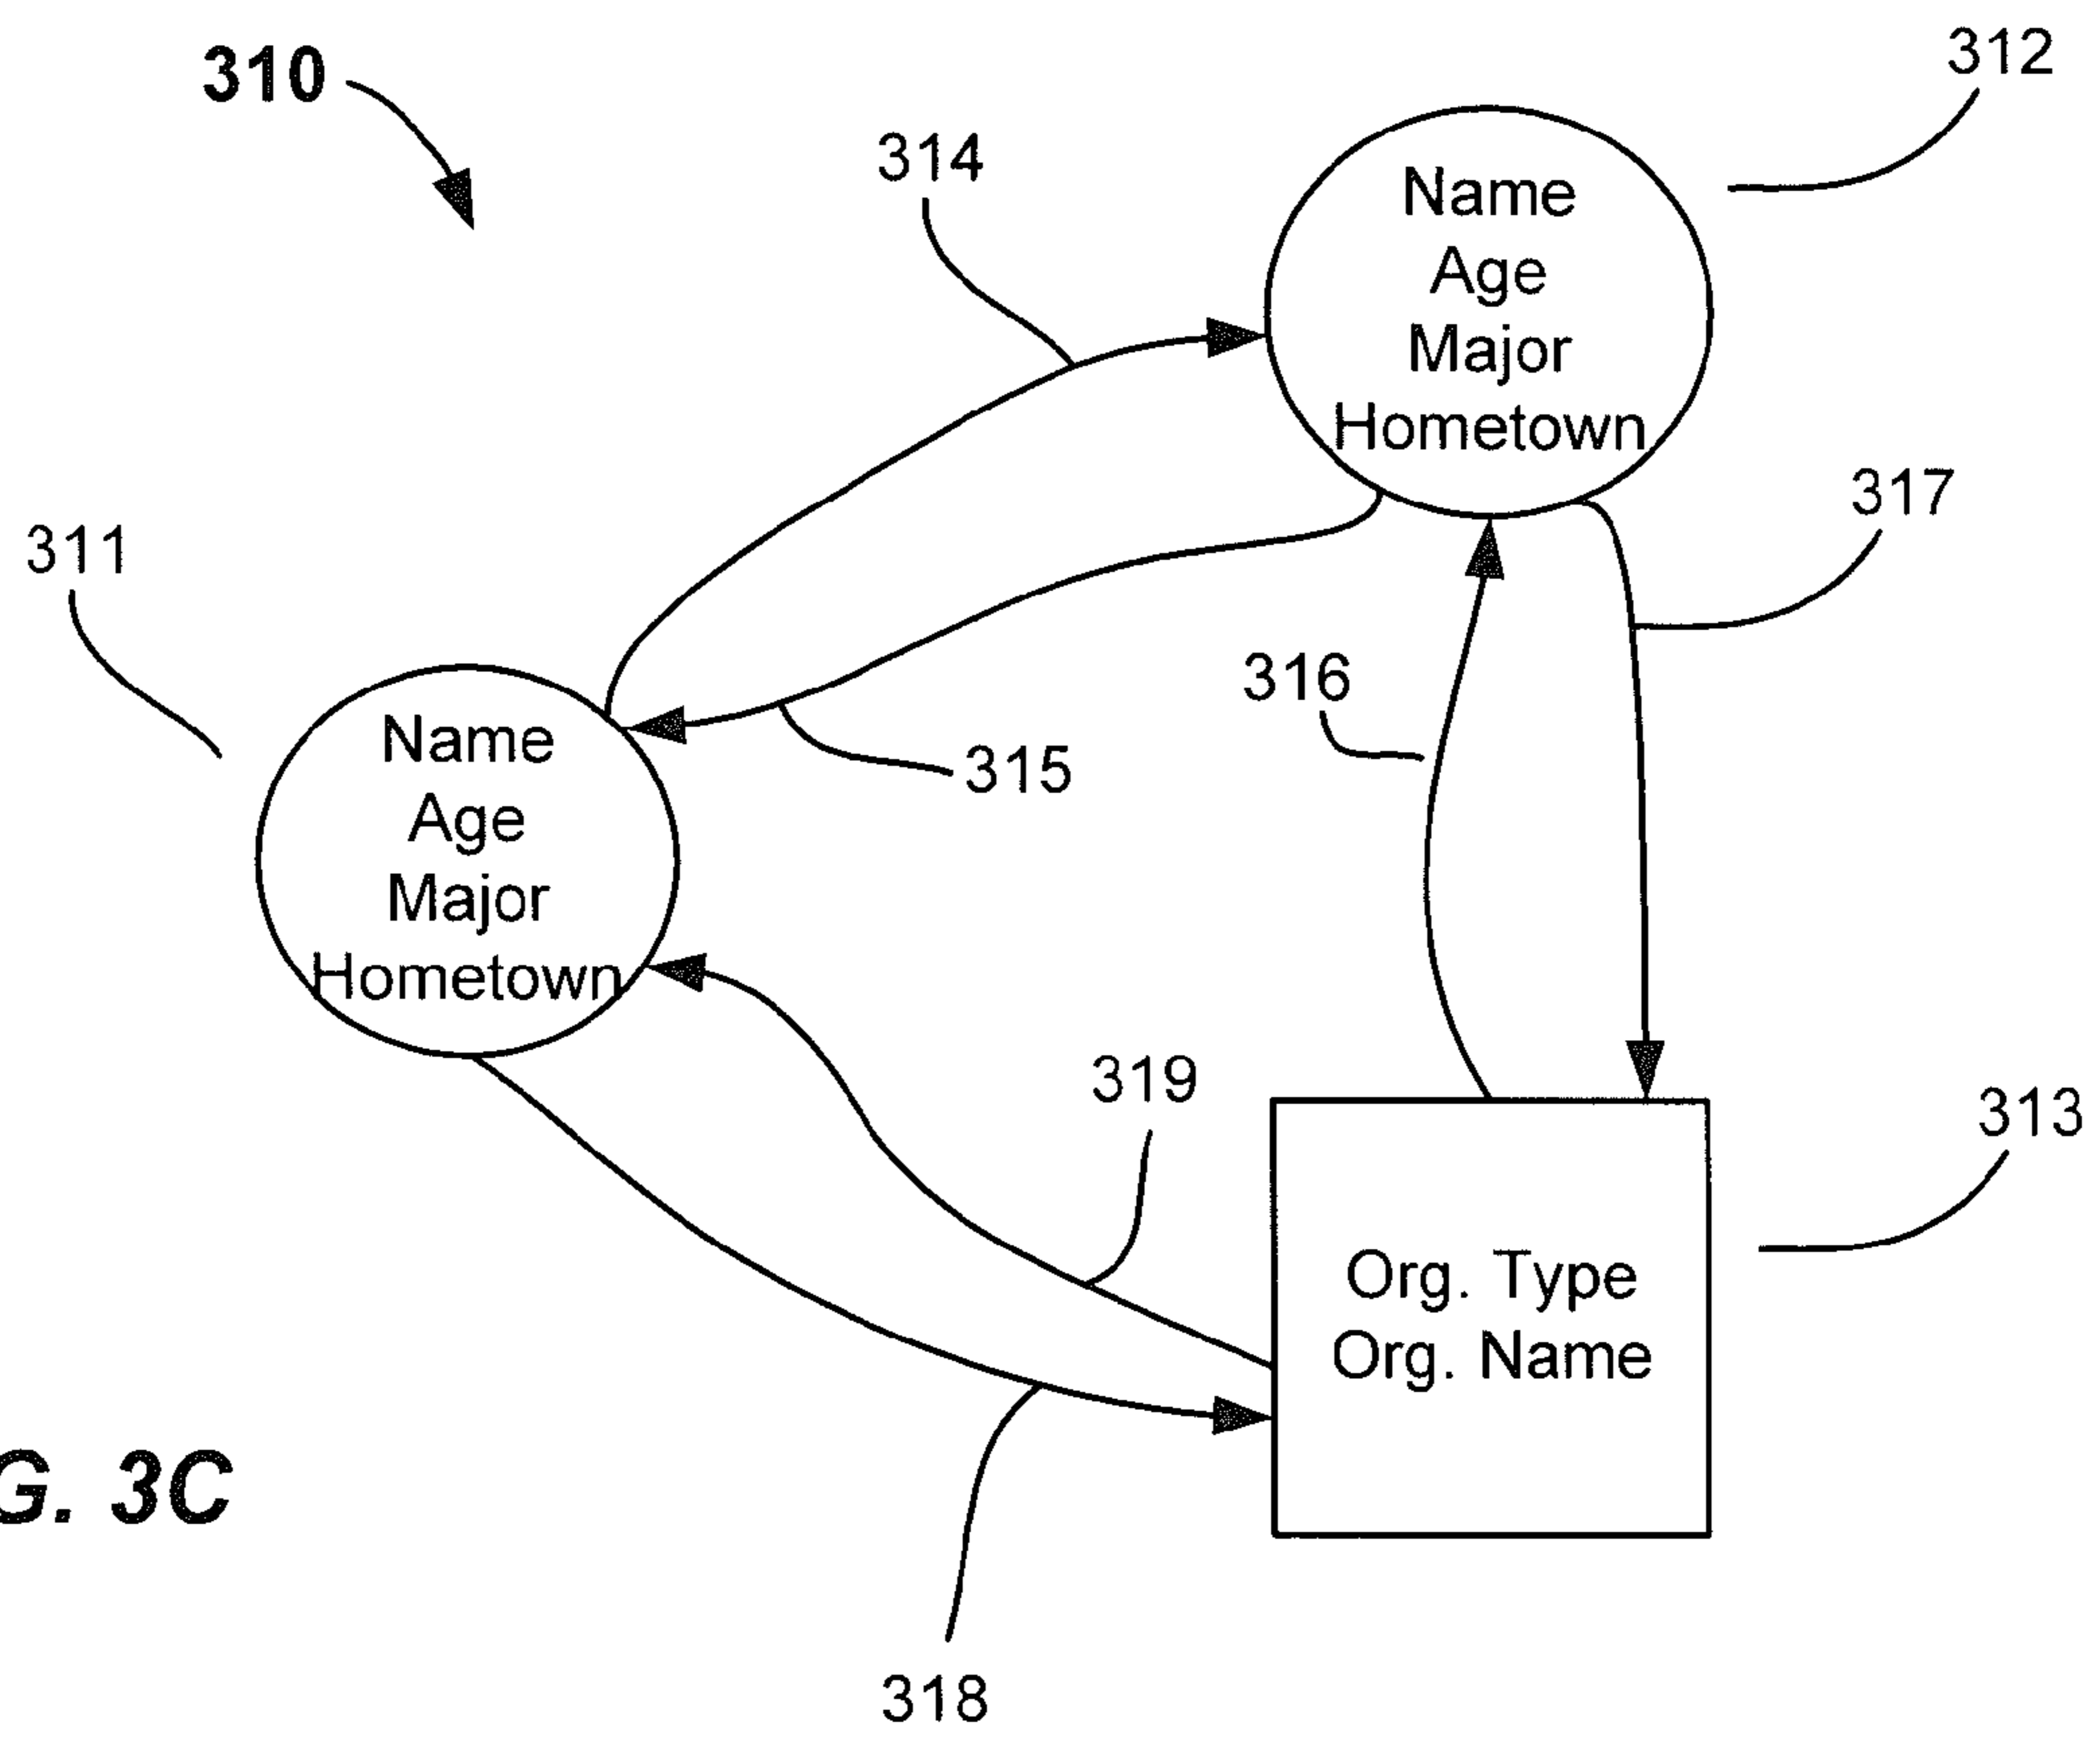 310
312
314
Name
Age
Major
Hometown
317
311
316
315
Name
Age
Major
Hometown
319
313
Org. Type
Org. Name
G. 3C
318